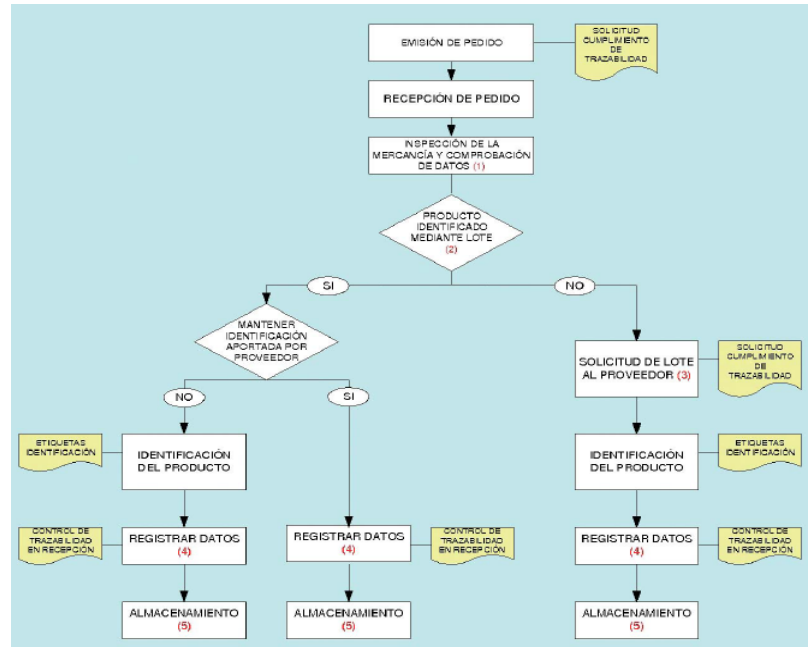 EMISIÓN DE PEDIDO
SOLICITUD
CUMPLIMIENTO
DE
TRAZABILIDAD
RECEPCIÓN DE PEDIDO
INSPECCIÓN DE LA
MERCANCÍA Y COMPROBACIÓN
DE DATOS (1)
PRODUCTO
IDENTIFICADO
MEDIANTE LOTE
(2)
SI
NO
MANTENER
IDENTIFICACIÓN
APORTADA POR
PROVEEDOR
SOLICITUD DE LOTE
AL PROVEEDOR (3)
SOLICITUD
CUMPLIMIENTO
DE
TRAZABILIDAD
NO
SI
ETIQUETAS
IDENTIFICACIÓN
IDENTIFICACIÓN
DEL PRODUCTO
IDENTIFICACIÓN
DEL PRODUCTO
ETIQUETAS
IDENTIFICACIÓN
CONTROL DE
TRAZABILIDAD
EN RECEPCIÓN
REGISTRAR DATOS
(4)
REGISTRAR DATOS
(4)
CONTROL DE
TRAZABILIDAD
EN RECEPCIÓN
REGISTRAR DATOS
(4)
CONTROL DE
TRAZABILIDAD
EN RECEPCIÓN
ALMACENAMIENTO
(5)
ALMACENAMIENTO
(5)
ALMACENAMIENTO
(5)